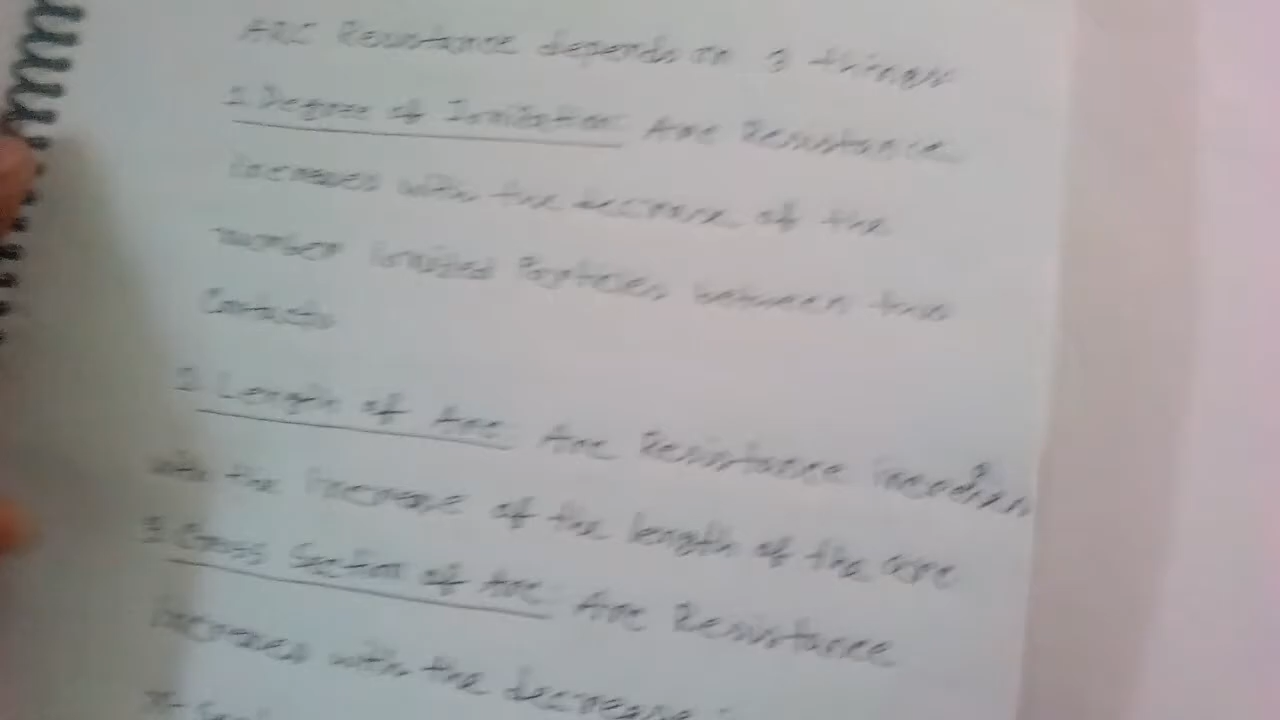 ARC Resistance depends on 3 things
1. Degree of Ionization: Arc Resistance
increases with the decrease of the
number ionized Particles between two
Contacts
2. Length of Arc: Arc Resistance increases
with the increase of the length of the arc
3. Cross Section of Arc: Arc Resistance
increases with the decrease